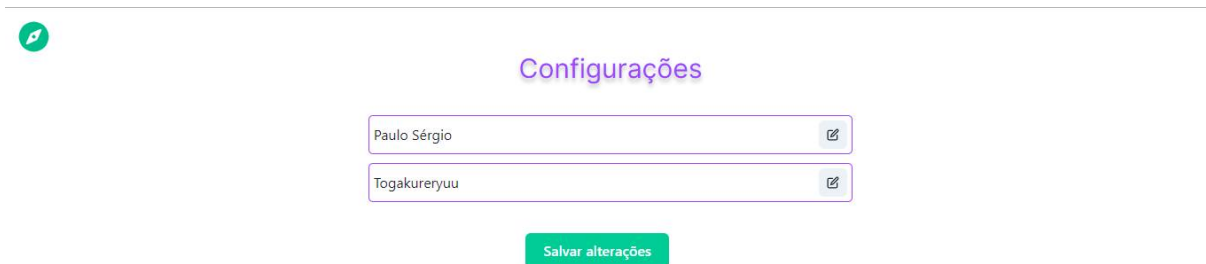 Configurações
Paulo Sérgio
Togakureryuu
Salvar alterações